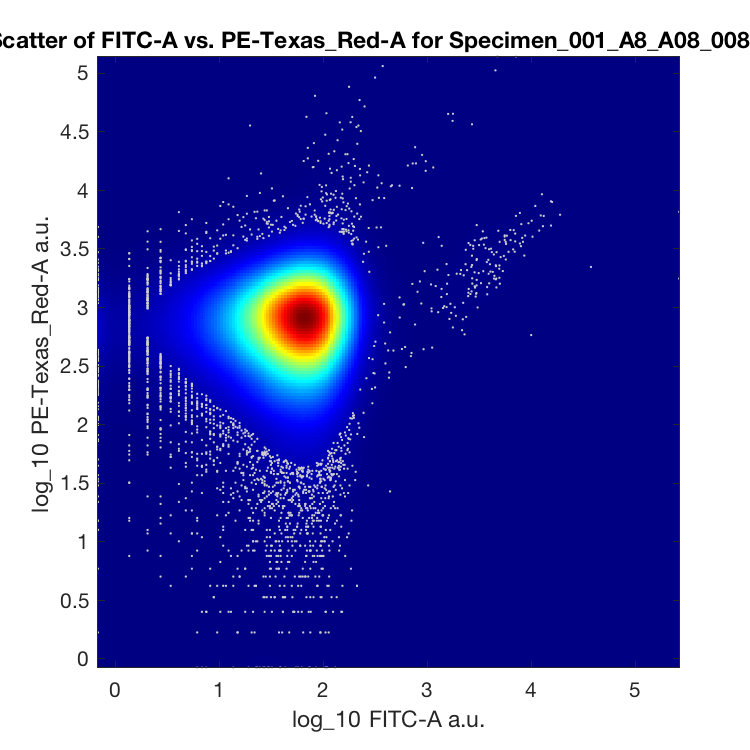 Scatter of FITC-A vs. PE-Texas_Red-A for Specimen_001_A8_A08_008
5
4.5
4
3.5
3
2.5
2
1.5
1
0.5
0
log_10 PE-Texas_Red-A a.u.
0 1 2 3 4 5
log_10 FITC-A a.u.